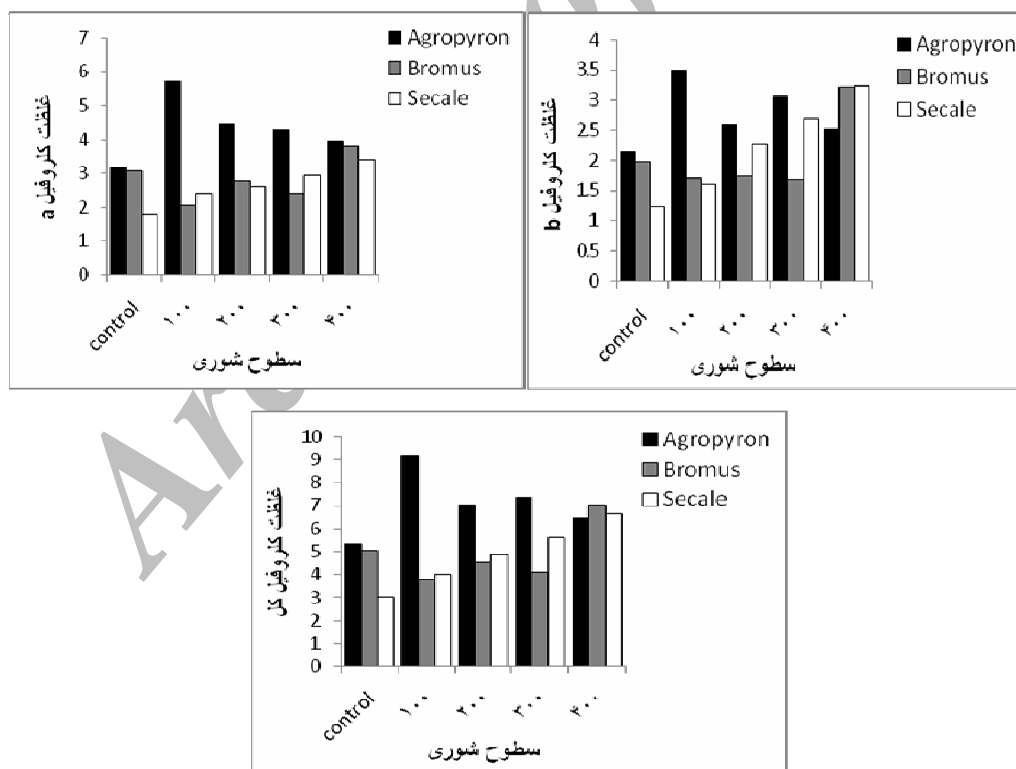 7
6
5
4
3
2
1
0
غلظت کلروفیل a
Agropyron
Bromus
Secale
control
۱۰۰
۲۰۰
۳۰۰
۴۰۰
سطوح شوری
4
3.5
3
2.5
2
1.5
1
0.5
0
غلظت کلروفیل b
Agropyron
Bromus
Secale
control
۱۰۰
۲۰۰
۳۰۰
۴۰۰
سطوح شوری
10
9
8
7
6
5
4
3
2
1
0
غلظت کلروفیل کل
Agropyron
Bromus
Secale
control
۱۰۰
۲۰۰
۳۰۰
۴۰۰
سطوح شوری